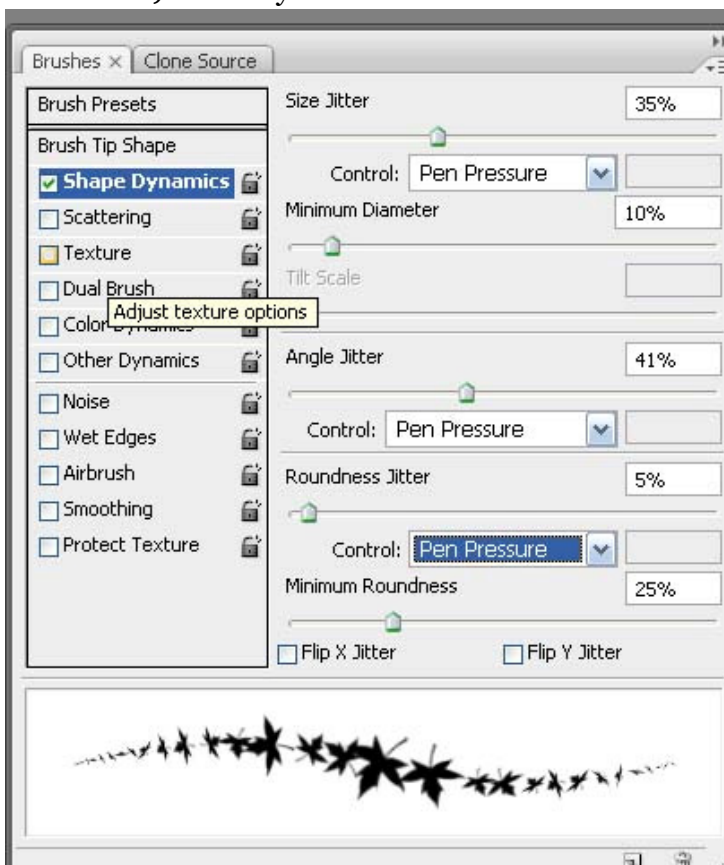 Brushes × Clone Source
Brush Presets
Brush Tip Shape
Shape Dynamics
Scattering
Texture
Dual Brush
Adjust texture options
Other Dynamics
Noise
Wet Edges
Airbrush
Smoothing
Protect Texture
Size Jitter 35%
Control: Pen Pressure
Minimum Diameter 10%
Tilt Scale
Angle Jitter 41%
Control: Pen Pressure
Roundness Jitter 5%
Control: Pen Pressure
Minimum Roundness 25%
Flip X Jitter Flip Y Jitter